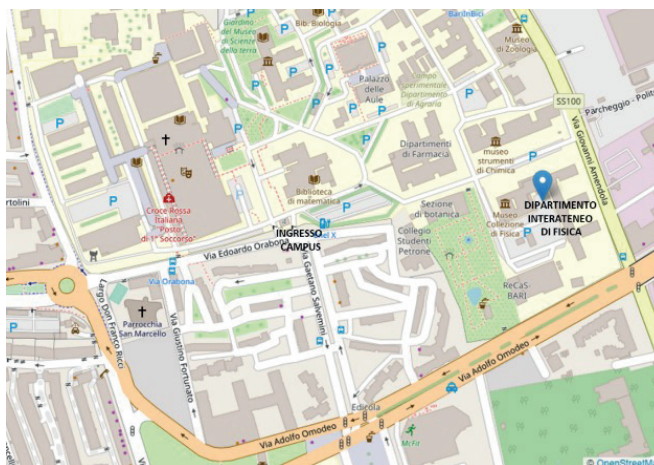 Giardino
del Museo
di Scienze
della terra
Bib. Biologia
BariInBici
Museo
di Zoologia
Palazzo
delle
Aule
Campo
Sperimentale
Dipartimento
di Agraria
SS100
Parcheggio - Polit
Via Giovanni Amendola
Dipartimenti
di Farmacia
museo
strumenti
di Chimica
Biblioteca
di matematica
Sezione
di botanica
Museo
Collezioni
di Fisica
DIPARTIMENTO
INTERATENEO
DI FISICA
Croce Rossa
Italiana
"Posto
di 1° Soccorso"
INGRESSO
CAMPUS
Collegio
Studenti
Petrone
ReCaS-
BARI
Via Edoardo Orabona
Via Orabona
Via Gaetano Salvemini
Largo Don Franco Ricci
Parrocchia
San Marcello
Via Giustino Fortunato
Via Adolfo Omodeo
Edicola
Via Adolfo Omodeo
McFit
© OpenStreetM